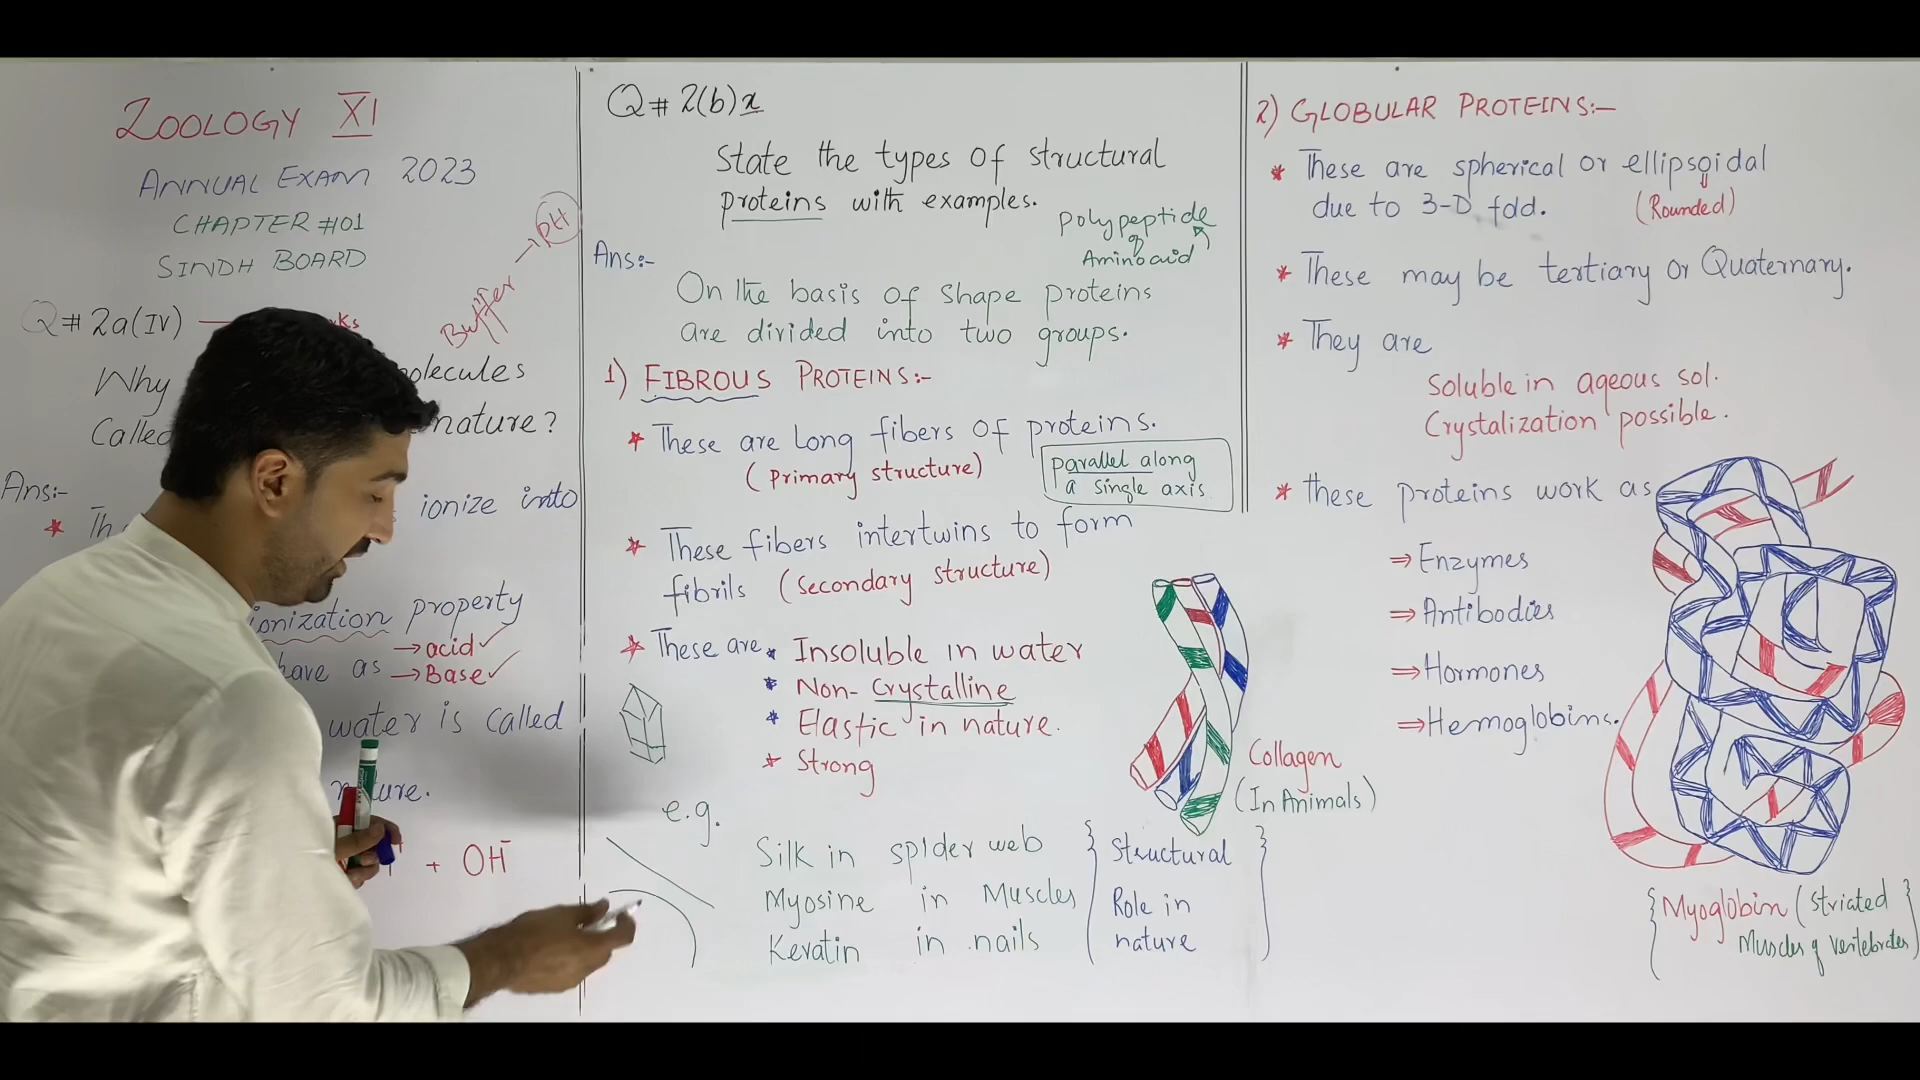 ZOOLOGY XI
ANNUAL EXAM 2023
CHAPTER #01
SINDH BOARD
Buffer → PH
Q# 2a(IV)
Why
olecules
Called
nature?
Ans:-
ionize into
ionization property
have as → acid ✓
→ Base ✓
water is called
ture.
+ OH⁻
Q# 2(b)x
State the types of structural
proteins with examples.
polypeptide
of
Aminoacid
Ans:-
On the basis of shape proteins
are divided into two groups.
1) FIBROUS PROTEINS:-
* These are Long fibers of proteins.
(primary structure)
parallel along
a single axis
* These fibers intertwins to form
fibrils (secondary structure)
* These are * Insoluble in water
* Non-Crystalline
* Elastic in nature.
* Strong
Collagen
(In Animals)
e.g.
Silk in spider web
Myosine in Muscles
Keratin in nails
{ Structural }
Role in
nature
2) GLOBULAR PROTEINS:-
* These are spherical or ellipsoidal
due to 3-D fold. (Rounded)
* These may be tertiary or Quaternary.
* They are
Soluble in aqeous sol.
Crystalization possible.
* these proteins work as
⇒ Enzymes
⇒ Antibodies
⇒ Hormones
⇒ Hemoglobins.
{ Myoglobin (striated }
Muscles of vertebrates